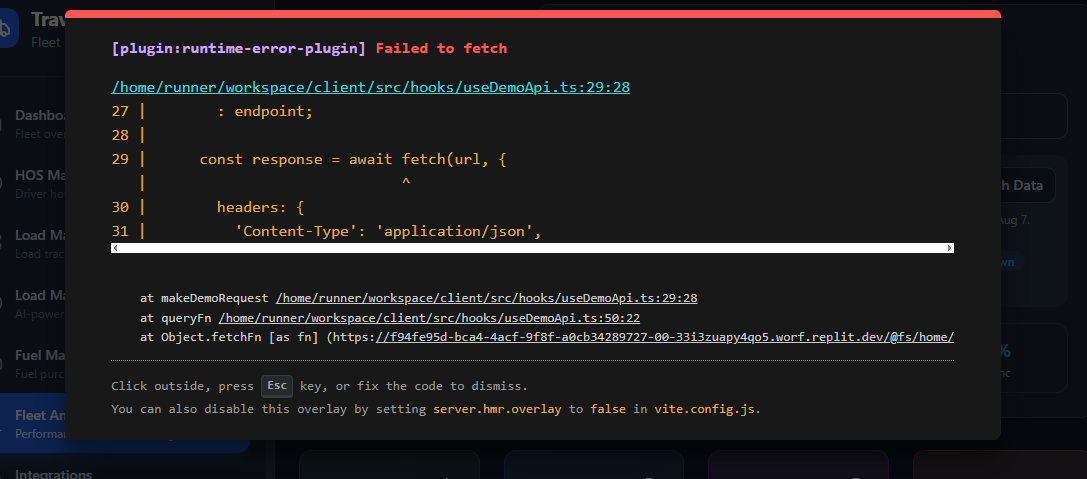 Trav
Fleet
[plugin:runtime-error-plugin] Failed to fetch
/home/runner/workspace/client/src/hooks/useDemoApi.ts:29:28
27 |        : endpoint;
28 |
29 |      const response = await fetch(url, {
   |                             ^
30 |        headers: {
31 |          'Content-Type': 'application/json',
at makeDemoRequest /home/runner/workspace/client/src/hooks/useDemoApi.ts:29:28
at queryFn /home/runner/workspace/client/src/hooks/useDemoApi.ts:50:22
at Object.fetchFn [as fn] (https://f94fe95d-bca4-4acf-9f8f-a0cb34289727-00-33i3zuapy4qo5.worf.replit.dev/@fs/home/
Click outside, press Esc key, or fix the code to dismiss.
You can also disable this overlay by setting server.hmr.overlay to false in vite.config.js.
Dashboa
Fleet ove
HOS Ma
Driver ho
Load Ma
Load trac
Load Ma
AI-power
Fuel Ma
Fuel purc
Fleet An
Performa
Integrations
h Data
Aug 7.
wn
%
nc